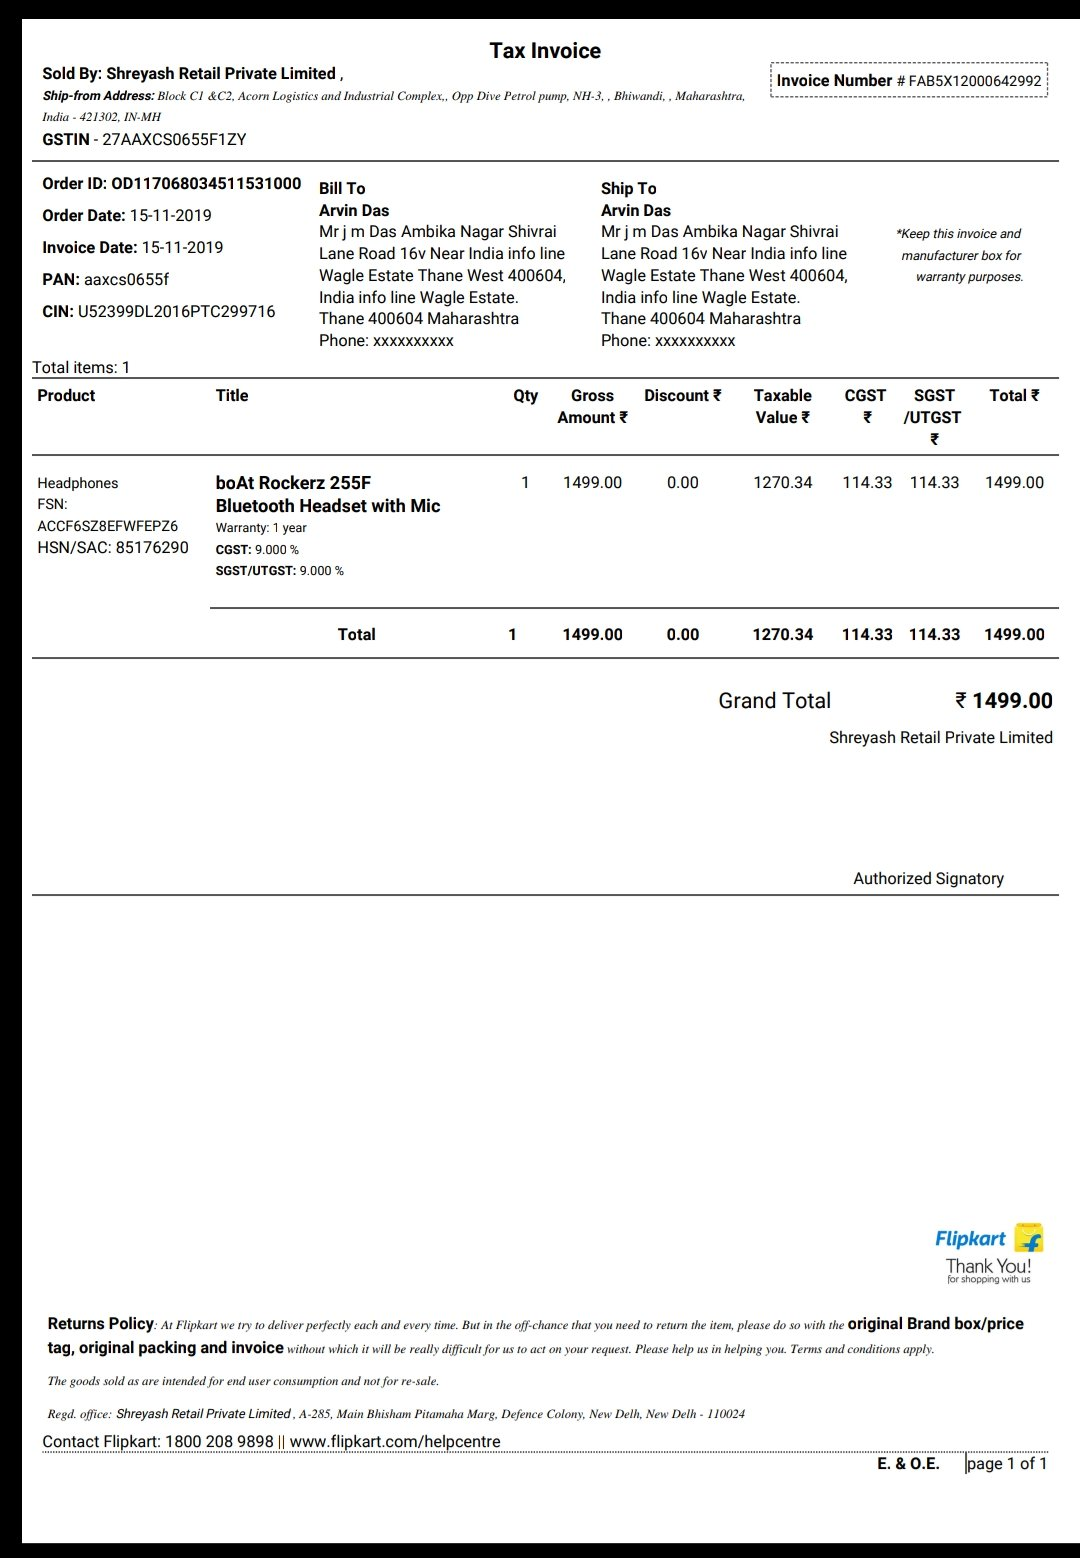 Tax Invoice
Sold By: Shreyash Retail Private Limited ,
Ship-from Address: Block C1 &C2, Acorn Logistics and Industrial Complex,, Opp Dive Petrol pump, NH-3, , Bhiwandi, , Maharashtra,
India - 421302, IN-MH
GSTIN - 27AAXCS0655F1ZY
Invoice Number # FAB5X12000642992
Order ID: OD117068034511531000
Order Date: 15-11-2019
Invoice Date: 15-11-2019
PAN: aaxcs0655f
CIN: U52399DL2016PTC299716
Bill To
Arvin Das
Mr j m Das Ambika Nagar Shivrai
Lane Road 16v Near India info line
Wagle Estate Thane West 400604,
India info line Wagle Estate.
Thane 400604 Maharashtra
Phone: xxxxxxxxxx
Ship To
Arvin Das
Mr j m Das Ambika Nagar Shivrai
Lane Road 16v Near India info line
Wagle Estate Thane West 400604,
India info line Wagle Estate.
Thane 400604 Maharashtra
Phone: xxxxxxxxxx
*Keep this invoice and
manufacturer box for
warranty purposes.
Total items: 1
Product Title Qty Gross Amount ₹ Discount ₹ Taxable Value ₹ CGST ₹ SGST /UTGST ₹ Total ₹
Headphones
FSN:
ACCF6SZ8EFWFEPZ6
HSN/SAC: 85176290
boAt Rockerz 255F
Bluetooth Headset with Mic
Warranty: 1 year
CGST: 9.000 %
SGST/UTGST: 9.000 %
1 1499.00 0.00 1270.34 114.33 114.33 1499.00
Total 1 1499.00 0.00 1270.34 114.33 114.33 1499.00
Grand Total ₹ 1499.00
Shreyash Retail Private Limited
Authorized Signatory
Flipkart
Thank You!
for shopping with us
Returns Policy: At Flipkart we try to deliver perfectly each and every time. But in the off-chance that you need to return the item, please do so with the original Brand box/price
tag, original packing and invoice without which it will be really difficult for us to act on your request. Please help us in helping you. Terms and conditions apply.
The goods sold as are intended for end user consumption and not for re-sale.
Regd. office: Shreyash Retail Private Limited , A-285, Main Bhisham Pitamaha Marg, Defence Colony, New Delh, New Delh - 110024
Contact Flipkart: 1800 208 9898 || www.flipkart.com/helpcentre
E. & O.E. page 1 of 1